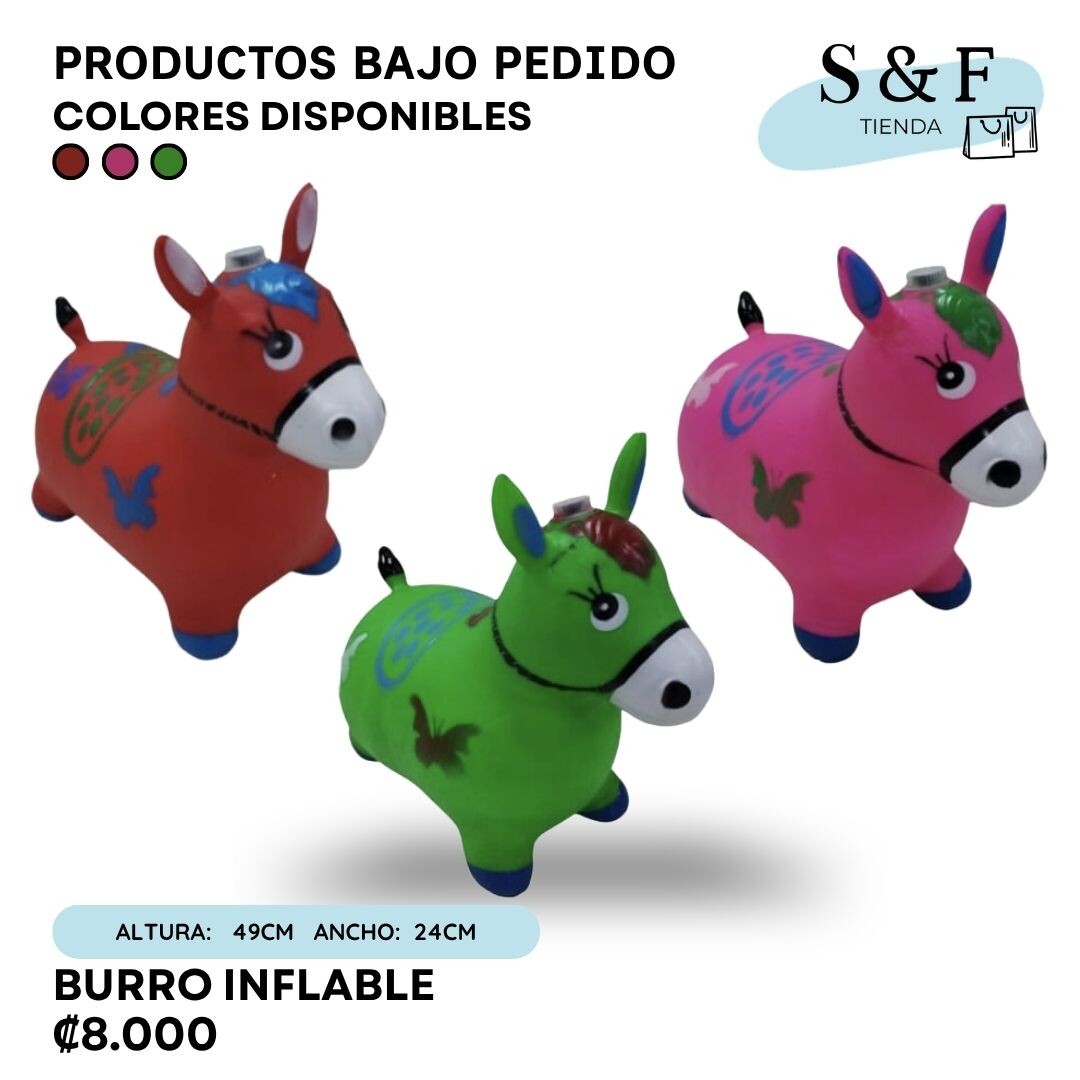 PRODUCTOS BAJO PEDIDO
COLORES DISPONIBLES
S & F
TIENDA
ALTURA: 49CM ANCHO: 24CM
BURRO INFLABLE
₡8.000